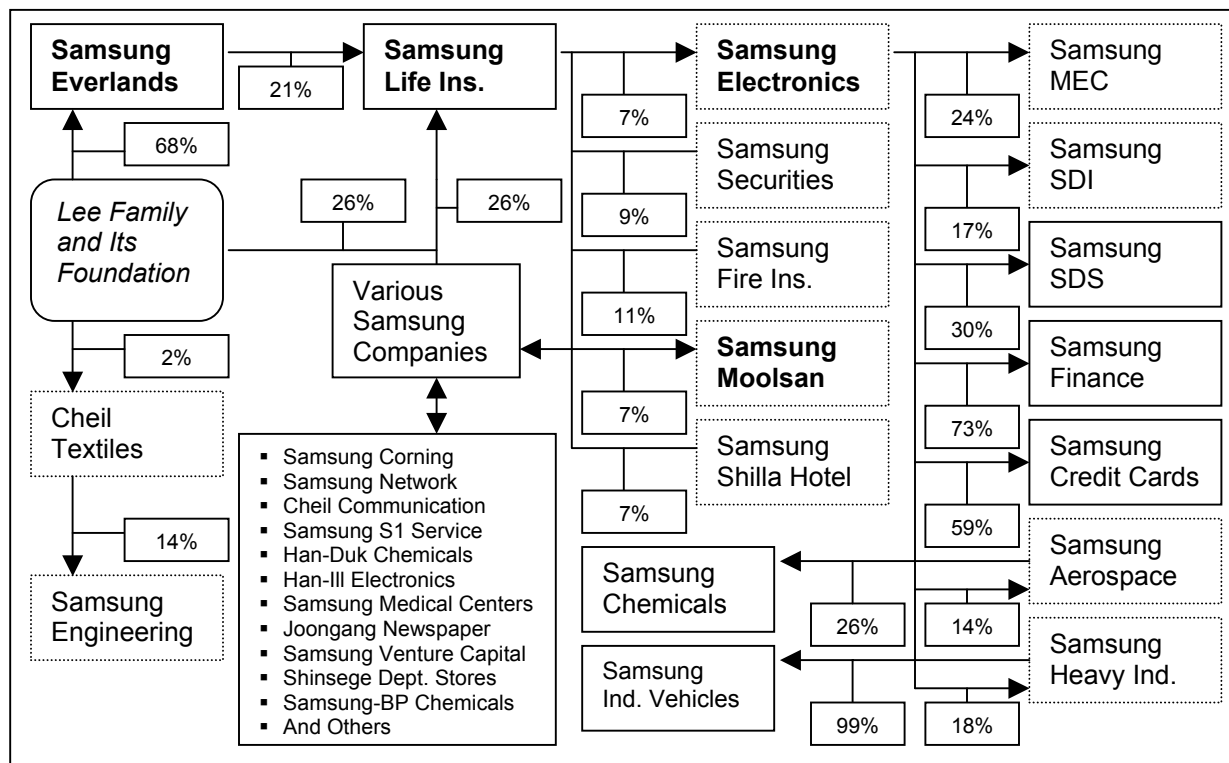 Samsung
Everlands
21%
Samsung
Life Ins.
7%
Samsung
Electronics
24%
Samsung
MEC
68%
9%
Samsung
Securities
17%
Samsung
SDI
Lee Family
and Its
Foundation
26%
26%
11%
Samsung
Fire Ins.
30%
Samsung
SDS
2%
Various
Samsung
Companies
7%
Samsung
Moolsan
73%
Samsung
Finance
Cheil
Textiles
7%
Samsung
Shilla Hotel
59%
Samsung
Credit Cards
14%
Samsung
Engineering
▪ Samsung Corning
▪ Samsung Network
▪ Cheil Communication
▪ Samsung S1 Service
▪ Han-Duk Chemicals
▪ Han-Ill Electronics
▪ Samsung Medical Centers
▪ Joongang Newspaper
▪ Samsung Venture Capital
▪ Shinsege Dept. Stores
▪ Samsung-BP Chemicals
▪ And Others
Samsung
Chemicals
26%
14%
Samsung
Aerospace
Samsung
Ind. Vehicles
99%
18%
Samsung
Heavy Ind.